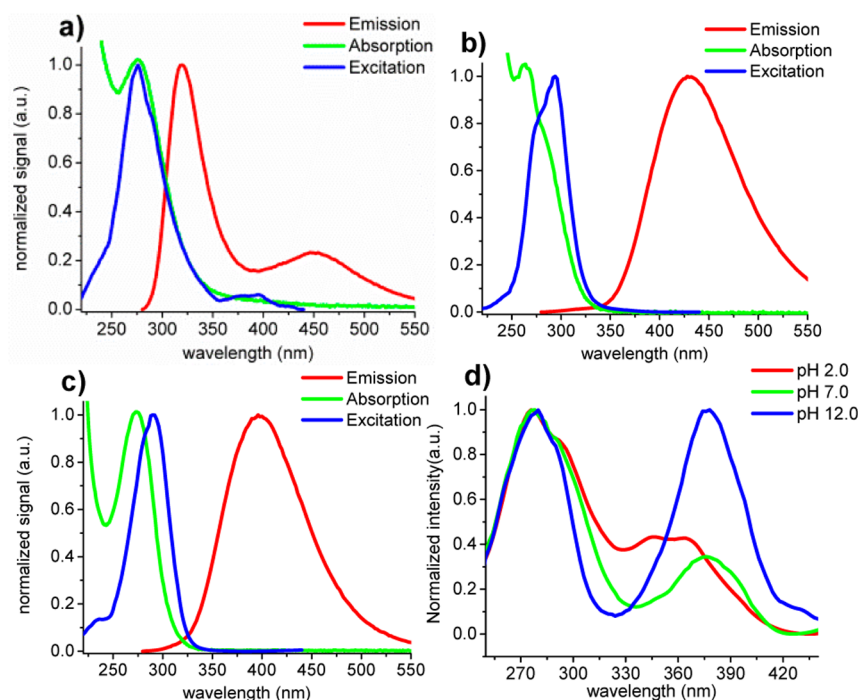 a)
Emission
Absorption
Excitation
normalized signal (a.u.)
1.0
0.8
0.6
0.4
0.2
0.0
250 300 350 400 450 500 550
wavelength (nm)
b)
Emission
Absorption
Excitation
normalized signal (a.u.)
1.0
0.8
0.6
0.4
0.2
0.0
250 300 350 400 450 500 550
wavelength (nm)
c)
Emission
Absorption
Excitation
normalized signal (a.u.)
1.0
0.8
0.6
0.4
0.2
0.0
250 300 350 400 450 500 550
wavelength (nm)
d)
pH 2.0
pH 7.0
pH 12.0
Normalized intensity(a.u.)
1.0
0.8
0.6
0.4
0.2
0.0
270 300 330 360 390 420
wavelength (nm)